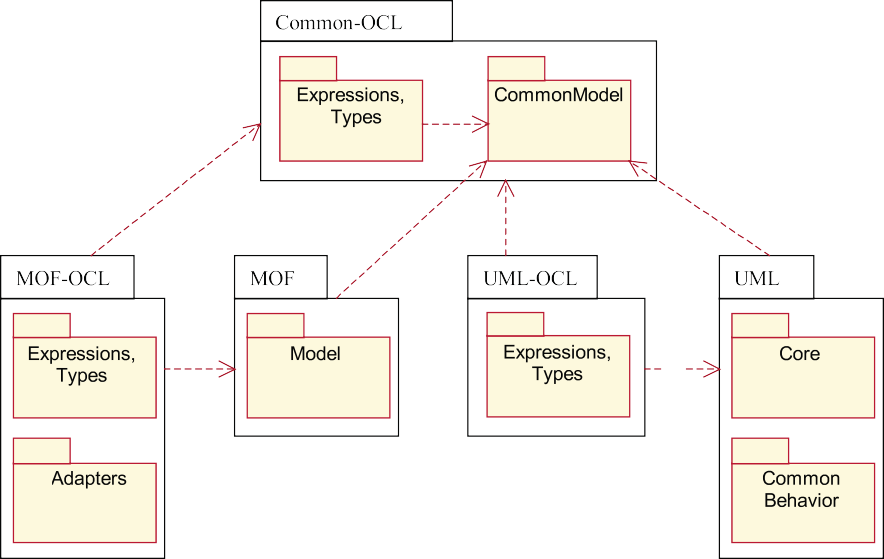 Common-OCL
Expressions,
Types
CommonModel
MOF-OCL
MOF
UML-OCL
UML
Expressions,
Types
Model
Expressions,
Types
Core
Adapters
Common
Behavior